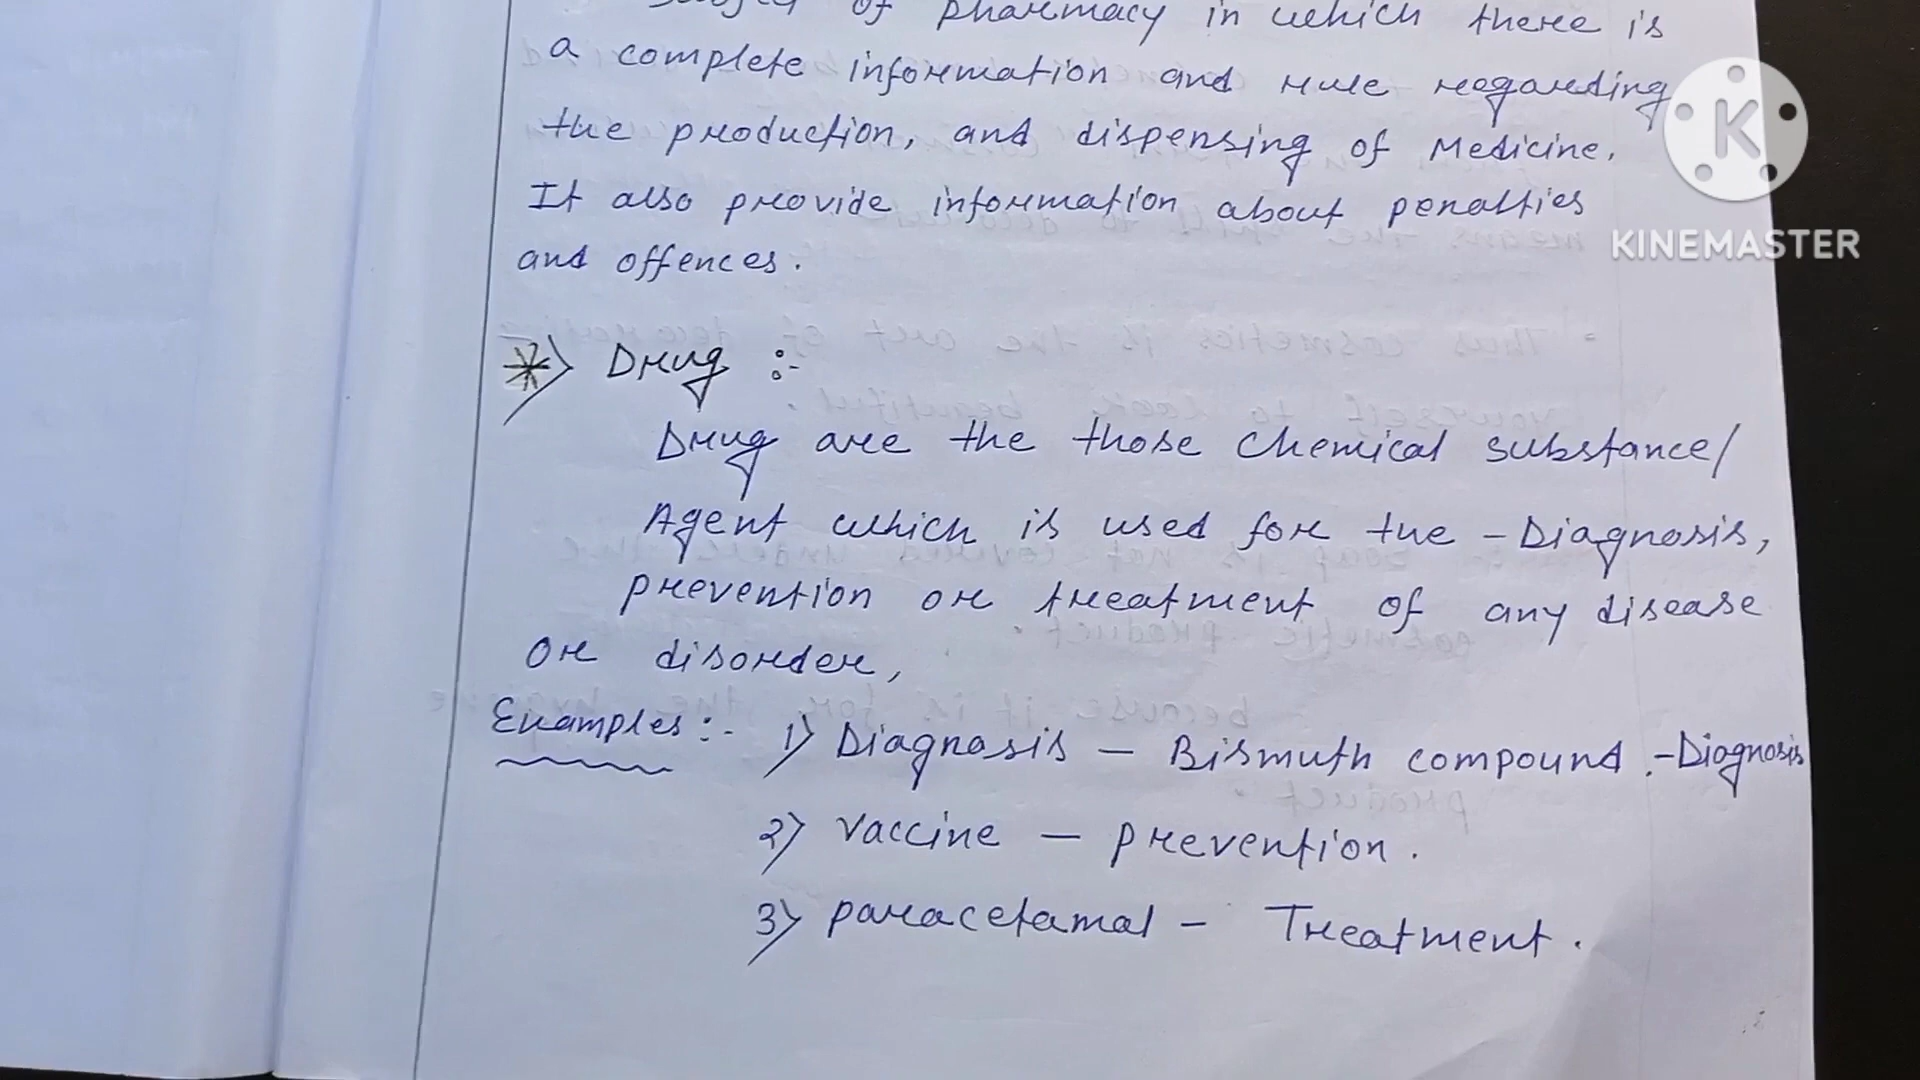 of pharmacy in which there is
a complete information and rule regarding
the production, and dispensing of Medicine.
It also provide information about penalties
and offences.
Drug :-
Drug are the those chemical substance/
Agent which is used for the - Diagnosis,
prevention or treatment of any disease
or disorder,
Examples :- 1) Diagnosis - Bismuth compound. - Diagnosis
2) Vaccine - prevention.
3) paracetamol - Treatment.
K
KINEMASTER